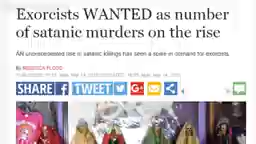 Exorcists WANTED as number
of satanic murders on the rise
AN unprecedented rise in satanic killings has seen a spike in demand for exorcists.
By REBECCA FLOOD
SHARE TWEET